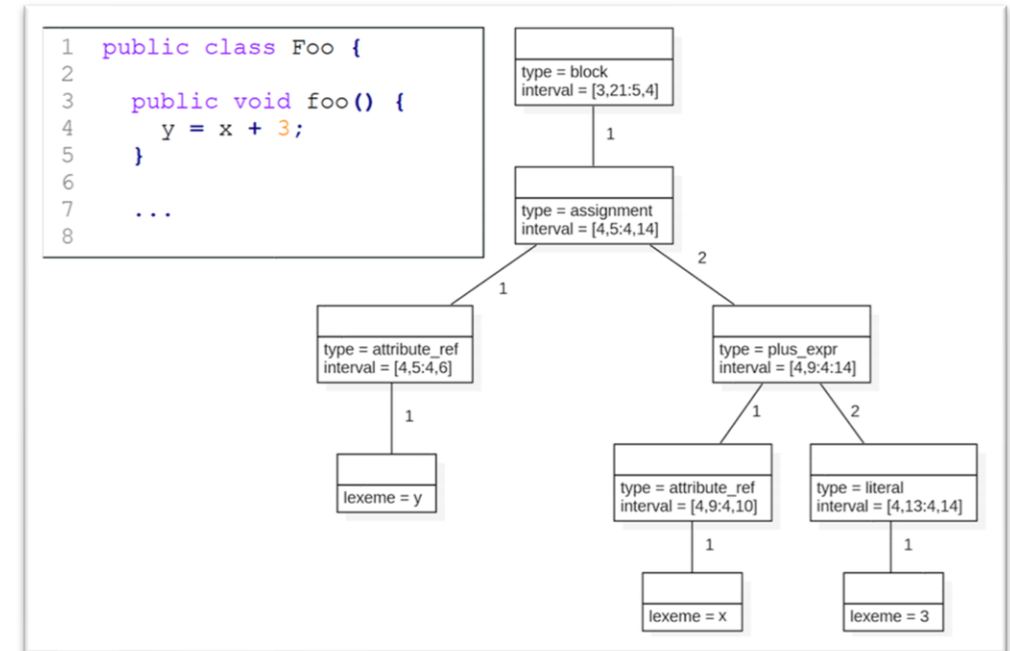 1 public class Foo {
2
3 public void foo() {
4 y = x + 3;
5 }
6
7 ...
8
type = block
interval = [3,21:5,4]
1
type = assignment
interval = [4,5:4,14]
1
2
type = attribute_ref
interval = [4,5:4,6]
type = plus_expr
interval = [4,9:4:14]
1
1
2
lexeme = y
type = attribute_ref
interval = [4,9:4,10]
type = literal
interval = [4,13:4,14]
1
1
lexeme = x
lexeme = 3